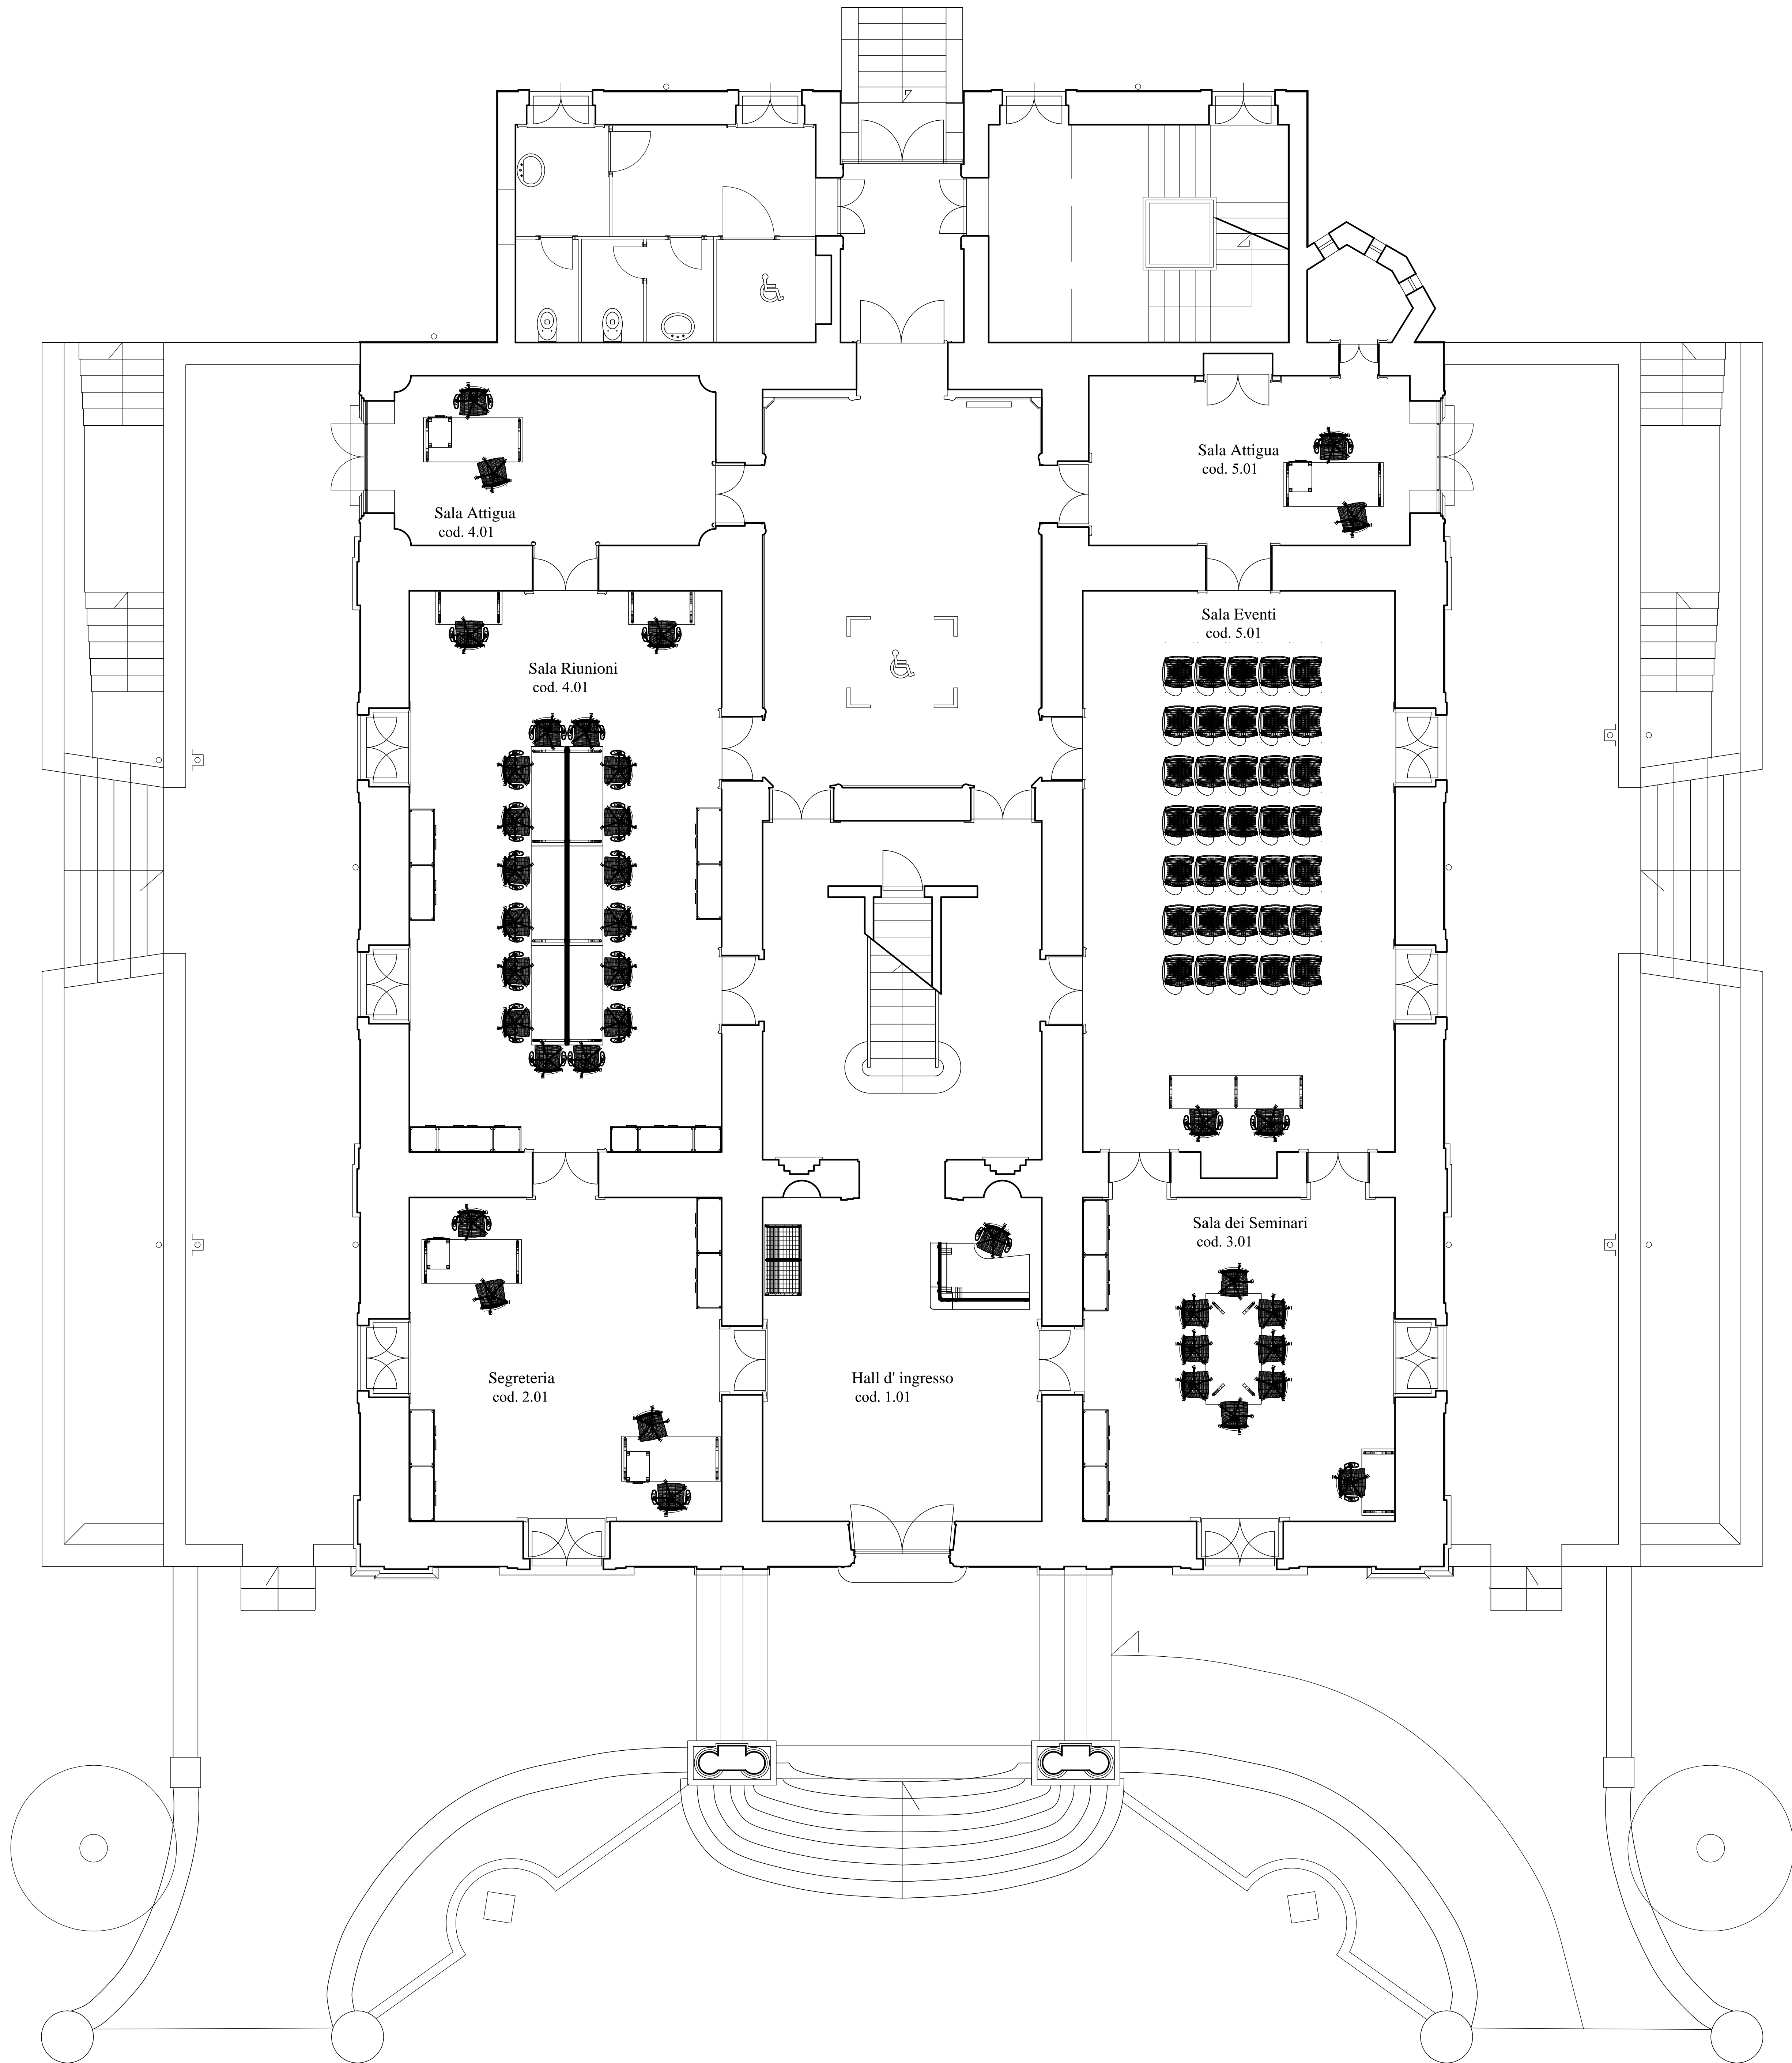 Sala Attigua
cod. 5.01
Sala Attigua
cod. 4.01
Sala Eventi
cod. 5.01
Sala Riunioni
cod. 4.01
Sala dei Seminari
cod. 3.01
Segreteria
cod. 2.01
Hall d' ingresso
cod. 1.01